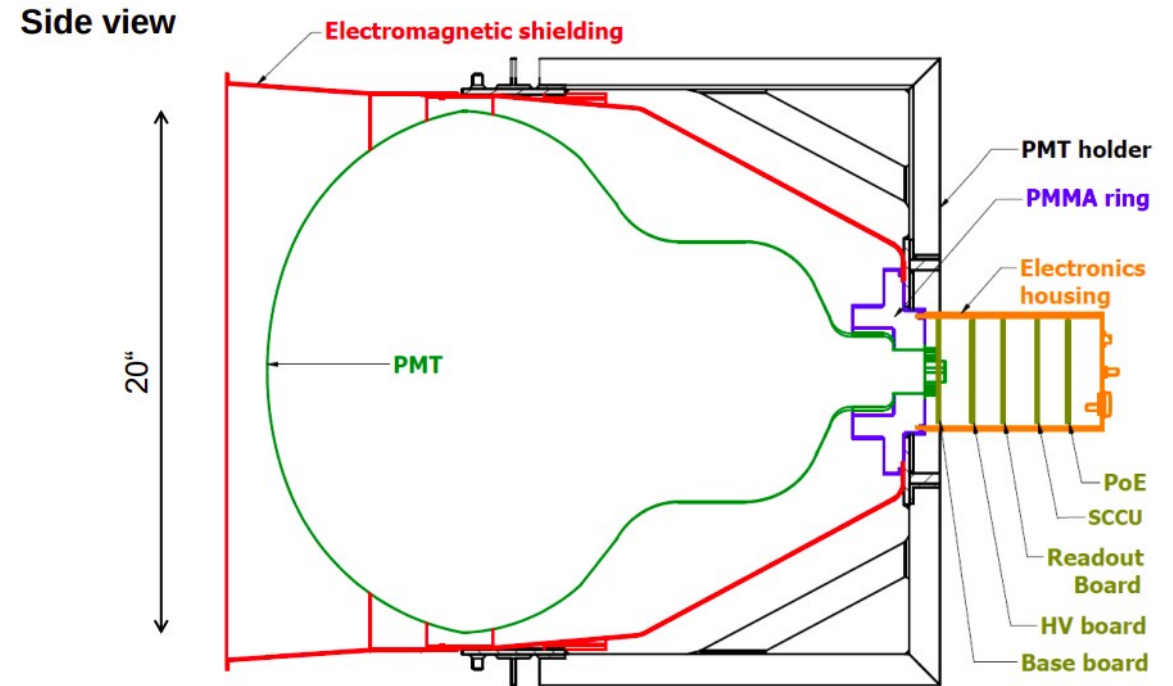 Side view
Electromagnetic shielding
PMT holder
PMMA ring
Electronics
housing
20“
PMT
PoE
SCCU
Readout
Board
HV board
Base board